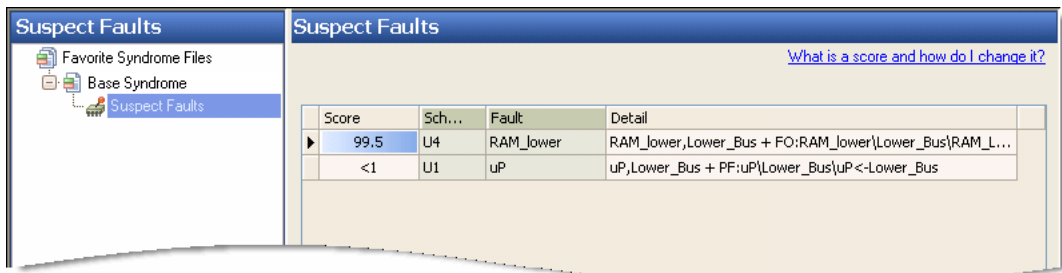 Suspect Faults
Favorite Syndrome Files
Base Syndrome
Suspect Faults
Suspect Faults
What is a score and how do I change it?
Score Sch... Fault Detail
99.5 U4 RAM_lower RAM_lower,Lower_Bus + FO:RAM_lower\Lower_Bus\RAM_L...
<1 U1 uP uP,Lower_Bus + PF:uP\Lower_Bus\uP<-Lower_Bus